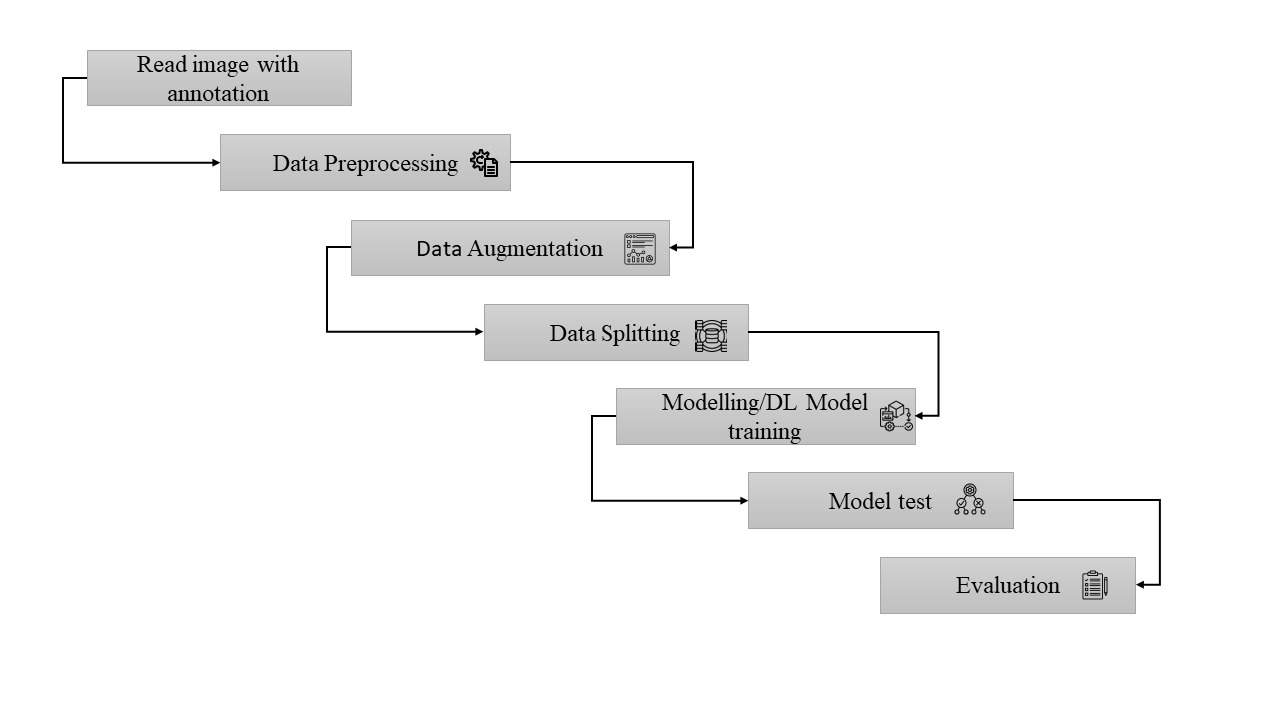 Read image with
annotation
Data Preprocessing
Data Augmentation
Data Splitting
Modelling/DL Model
training
Model test
Evaluation